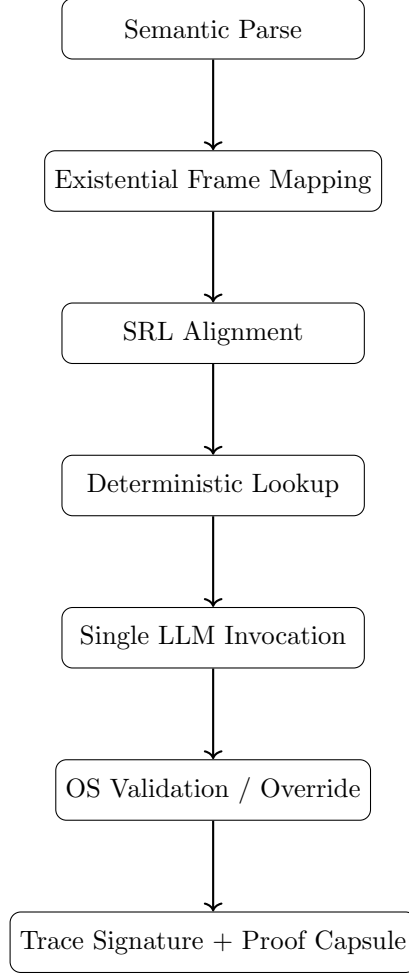 Semantic Parse
Existential Frame Mapping
SRL Alignment
Deterministic Lookup
Single LLM Invocation
OS Validation / Override
Trace Signature + Proof Capsule